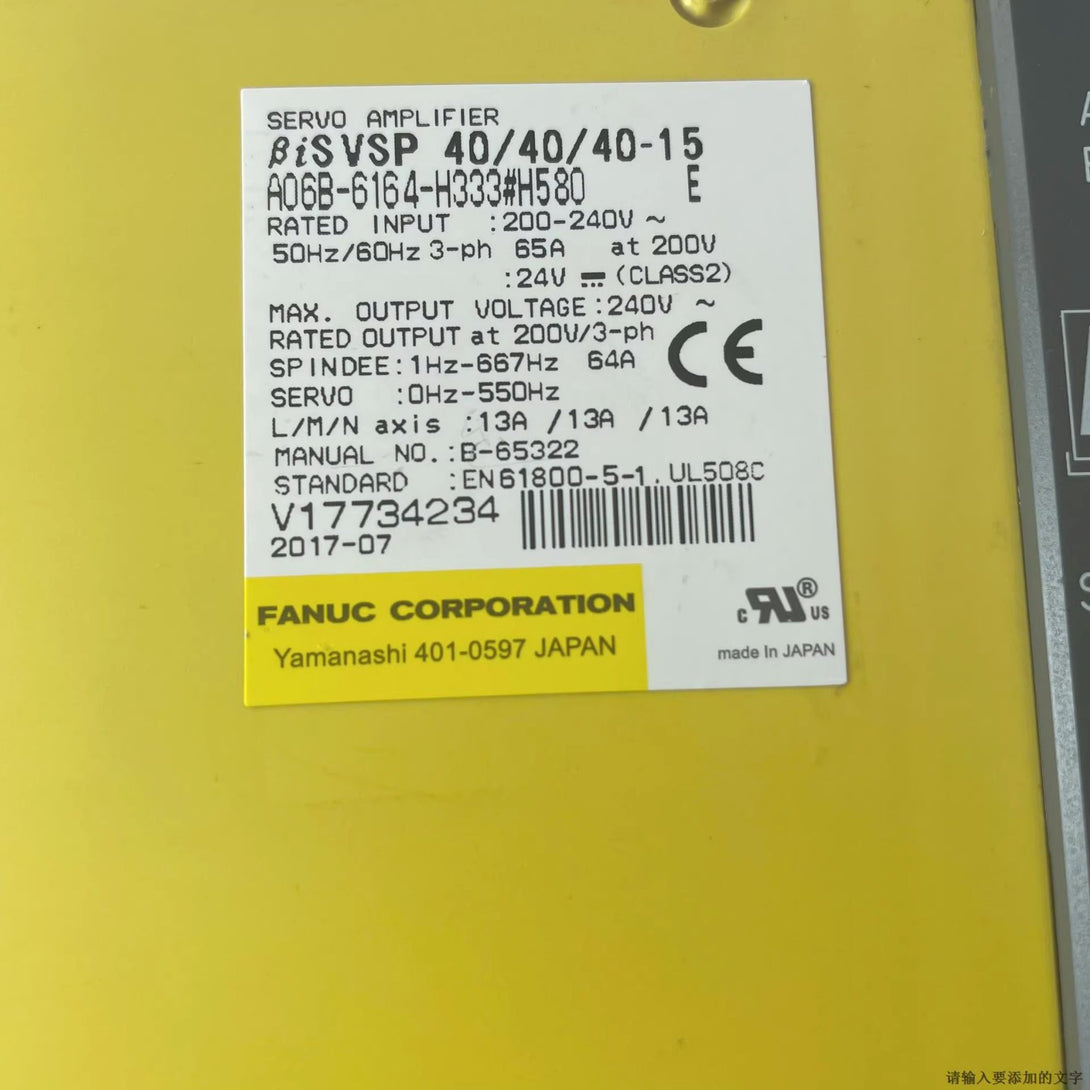 SERVO AMPLIFIER
βiSVSP 40/40/40-15
A06B-6164-H333#H580 E
RATED INPUT :200-240V ~
50Hz/60Hz 3-ph 65A at 200V
:24V ⎓ (CLASS2)
MAX. OUTPUT VOLTAGE:240V ~
RATED OUTPUT at 200V/3-ph
SPINDEE:1Hz-667Hz 64A
SERVO :0Hz-550Hz
L/M/N axis :13A /13A /13A
MANUAL NO.:B-65322
STANDARD :EN61800-5-1.UL508C
V17734234
2017-07
CE
FANUC CORPORATION
Yamanashi 401-0597 JAPAN
c RU ® US
made In JAPAN
请输入要添加的文字